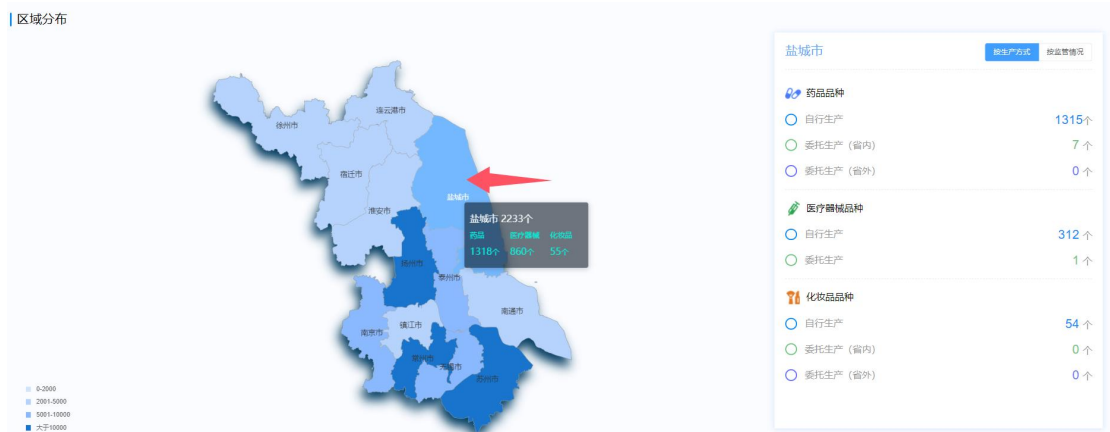 区域分布
连云港市
徐州市
宿迁市
盐城市
淮安市
盐城市 2233个
药品 医疗器械 化妆品
1318个 860个 55个
扬州市
泰州市
南通市
镇江市
南京市
常州市
无锡市
苏州市
0-2000
2001-5000
5001-10000
大于10000
盐城市
按生产方式 按监管情况
药品品种
自行生产 1315个
委托生产（省内） 7 个
委托生产（省外） 0 个
医疗器械品种
自行生产 312 个
委托生产 1 个
化妆品品种
自行生产 54 个
委托生产（省内） 0 个
委托生产（省外） 0 个